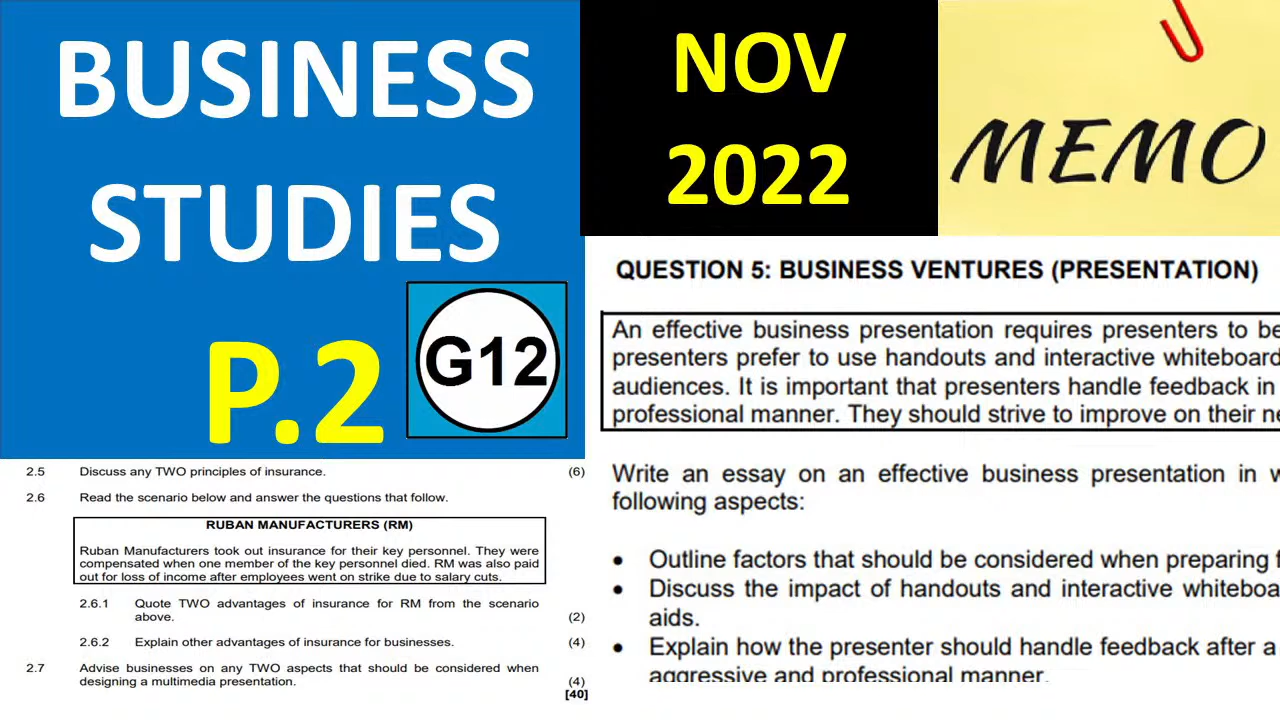 BUSINESS
STUDIES
P.2
G12
NOV
2022
MEMO
2.5 Discuss any TWO principles of insurance. (6)
2.6 Read the scenario below and answer the questions that follow.
RUBAN MANUFACTURERS (RM)
Ruban Manufacturers took out insurance for their key personnel. They were
compensated when one member of the key personnel died. RM was also paid
out for loss of income after employees went on strike due to salary cuts.
2.6.1 Quote TWO advantages of insurance for RM from the scenario
above. (2)
2.6.2 Explain other advantages of insurance for businesses. (4)
2.7 Advise businesses on any TWO aspects that should be considered when
designing a multimedia presentation. (4)
[40]
QUESTION 5: BUSINESS VENTURES (PRESENTATION)
An effective business presentation requires presenters to be
presenters prefer to use handouts and interactive whiteboard
audiences. It is important that presenters handle feedback in
professional manner. They should strive to improve on their
Write an essay on an effective business presentation in
following aspects:
• Outline factors that should be considered when preparing
• Discuss the impact of handouts and interactive
aids.
• Explain how the presenter should handle feedback after a
aggressive and professional manner.